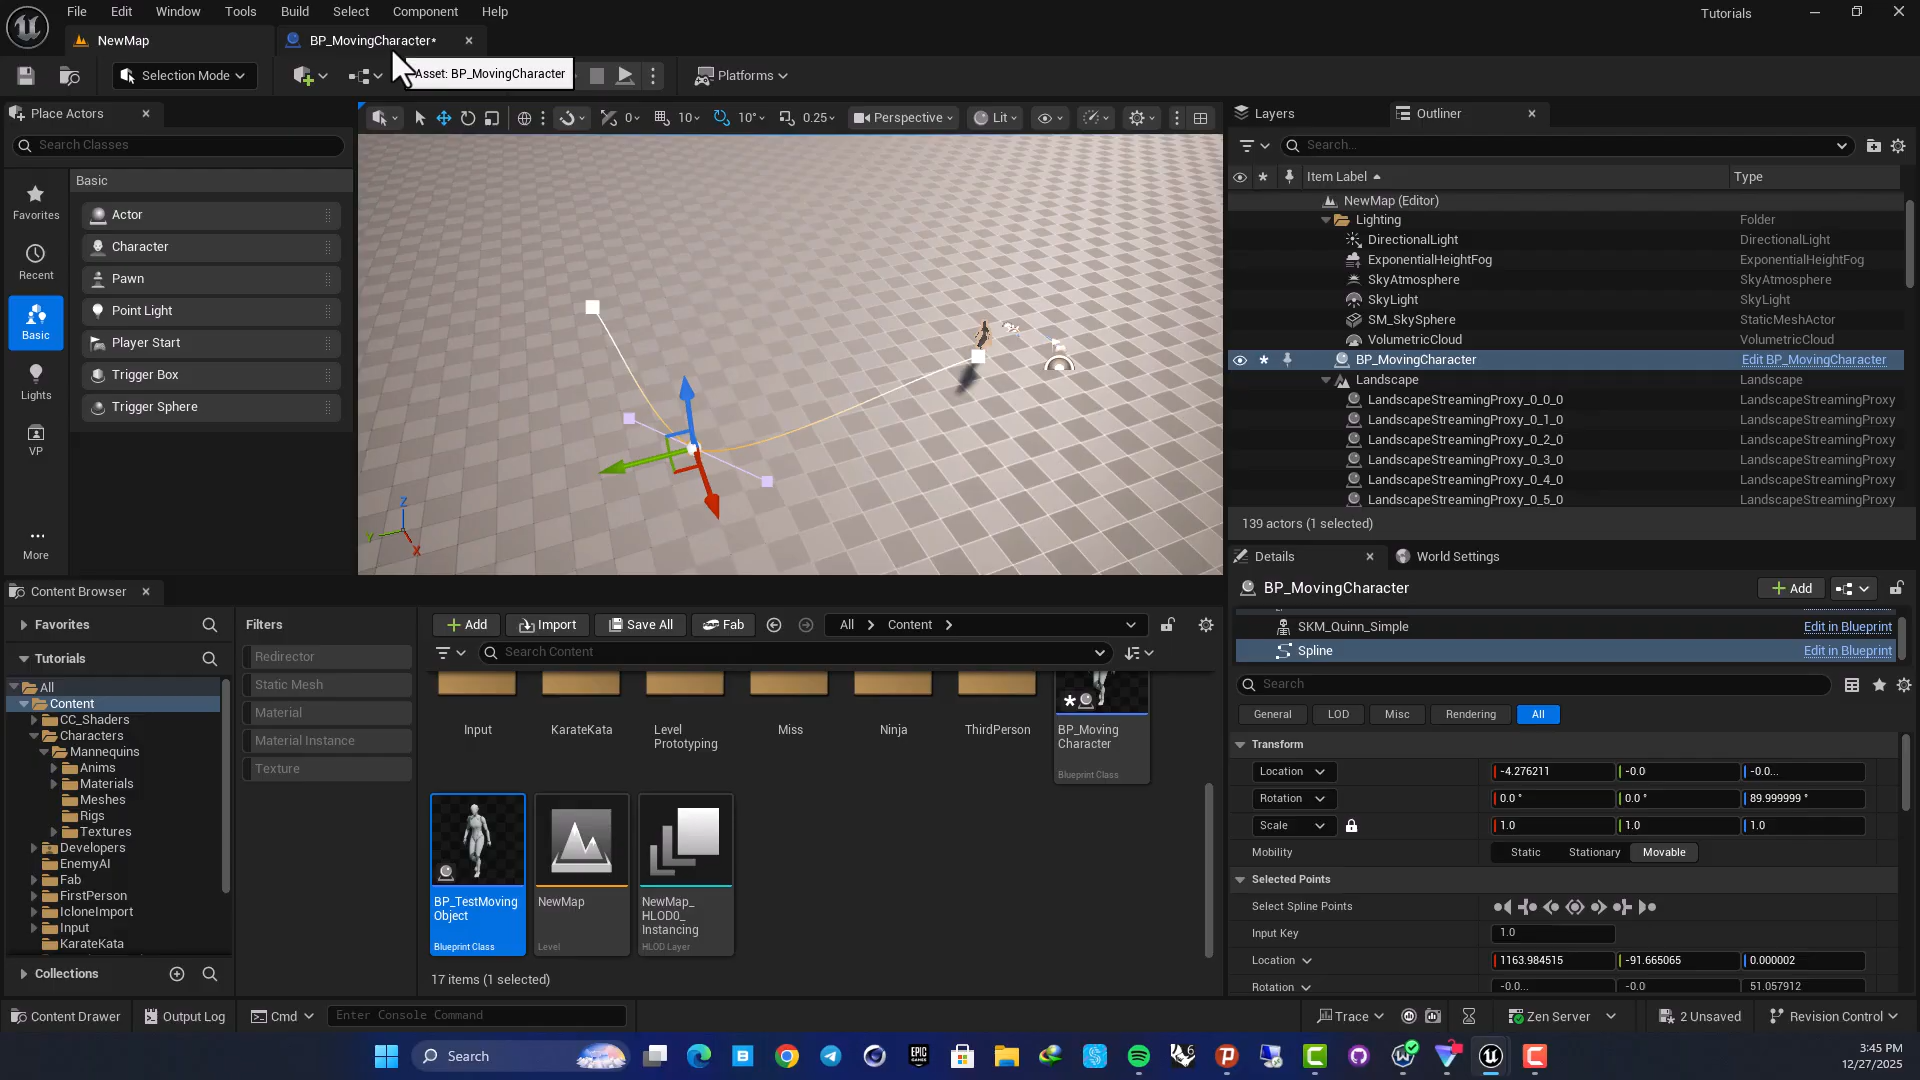 File Edit Window Tools Build Select Component Help
Tutorials
NewMap
BP_MovingCharacter*
Selection Mode
Asset: BP_MovingCharacter
Platforms
Place Actors
Search Classes
Favorites
Recent
Basic
Lights
VP
More
Basic
Actor
Character
Pawn
Point Light
Player Start
Trigger Box
Trigger Sphere
0
10
10°
0.25
Perspective
Lit
Z
Y
X
Layers
Outliner
Search...
Item Label
Type
NewMap (Editor)
Lighting Folder
DirectionalLight DirectionalLight
ExponentialHeightFog ExponentialHeightFog
SkyAtmosphere SkyAtmosphere
SkyLight SkyLight
SM_SkySphere StaticMeshActor
VolumetricCloud VolumetricCloud
BP_MovingCharacter Edit BP_MovingCharacter
Landscape Landscape
LandscapeStreamingProxy_0_0_0 LandscapeStreamingProxy
LandscapeStreamingProxy_0_1_0 LandscapeStreamingProxy
LandscapeStreamingProxy_0_2_0 LandscapeStreamingProxy
LandscapeStreamingProxy_0_3_0 LandscapeStreamingProxy
LandscapeStreamingProxy_0_4_0 LandscapeStreamingProxy
LandscapeStreamingProxy_0_5_0 LandscapeStreamingProxy
139 actors (1 selected)
Details
World Settings
BP_MovingCharacter
Add
SKM_Quinn_Simple Edit in Blueprint
Spline Edit in Blueprint
Search
General LOD Misc Rendering All
Transform
Location -4.276211 -0.0 -0.0...
Rotation 0.0 ° 0.0 ° 89.999999 °
Scale 1.0 1.0 1.0
Mobility Static Stationary Movable
Selected Points
Select Spline Points
Input Key 1.0
Location 1163.984515 -91.665065 0.000002
Rotation -0.0... -0.0 51.057912
Content Browser
Favorites
Tutorials
All
Content
CC_Shaders
Characters
Mannequins
Anims
Materials
Meshes
Rigs
Textures
Developers
EnemyAI
Fab
FirstPerson
IcloneImport
Input
KarateKata
Collections
Filters
Redirector
Static Mesh
Material
Material Instance
Texture
Add Import Save All Fab
All Content
Search Content
Input
KarateKata
Level
Prototyping
Miss
Ninja
ThirdPerson
BP_Moving
Character
Blueprint Class
BP_TestMoving
Object
Blueprint Class
NewMap
Level
NewMap_
HLOD0_
Instancing
HLOD Layer
17 items (1 selected)
Content Drawer
Output Log
Cmd
Enter Console Command
Trace
Zen Server
2 Unsaved
Revision Control
Search
EPIC
GAMES
3:45 PM
12/27/2025